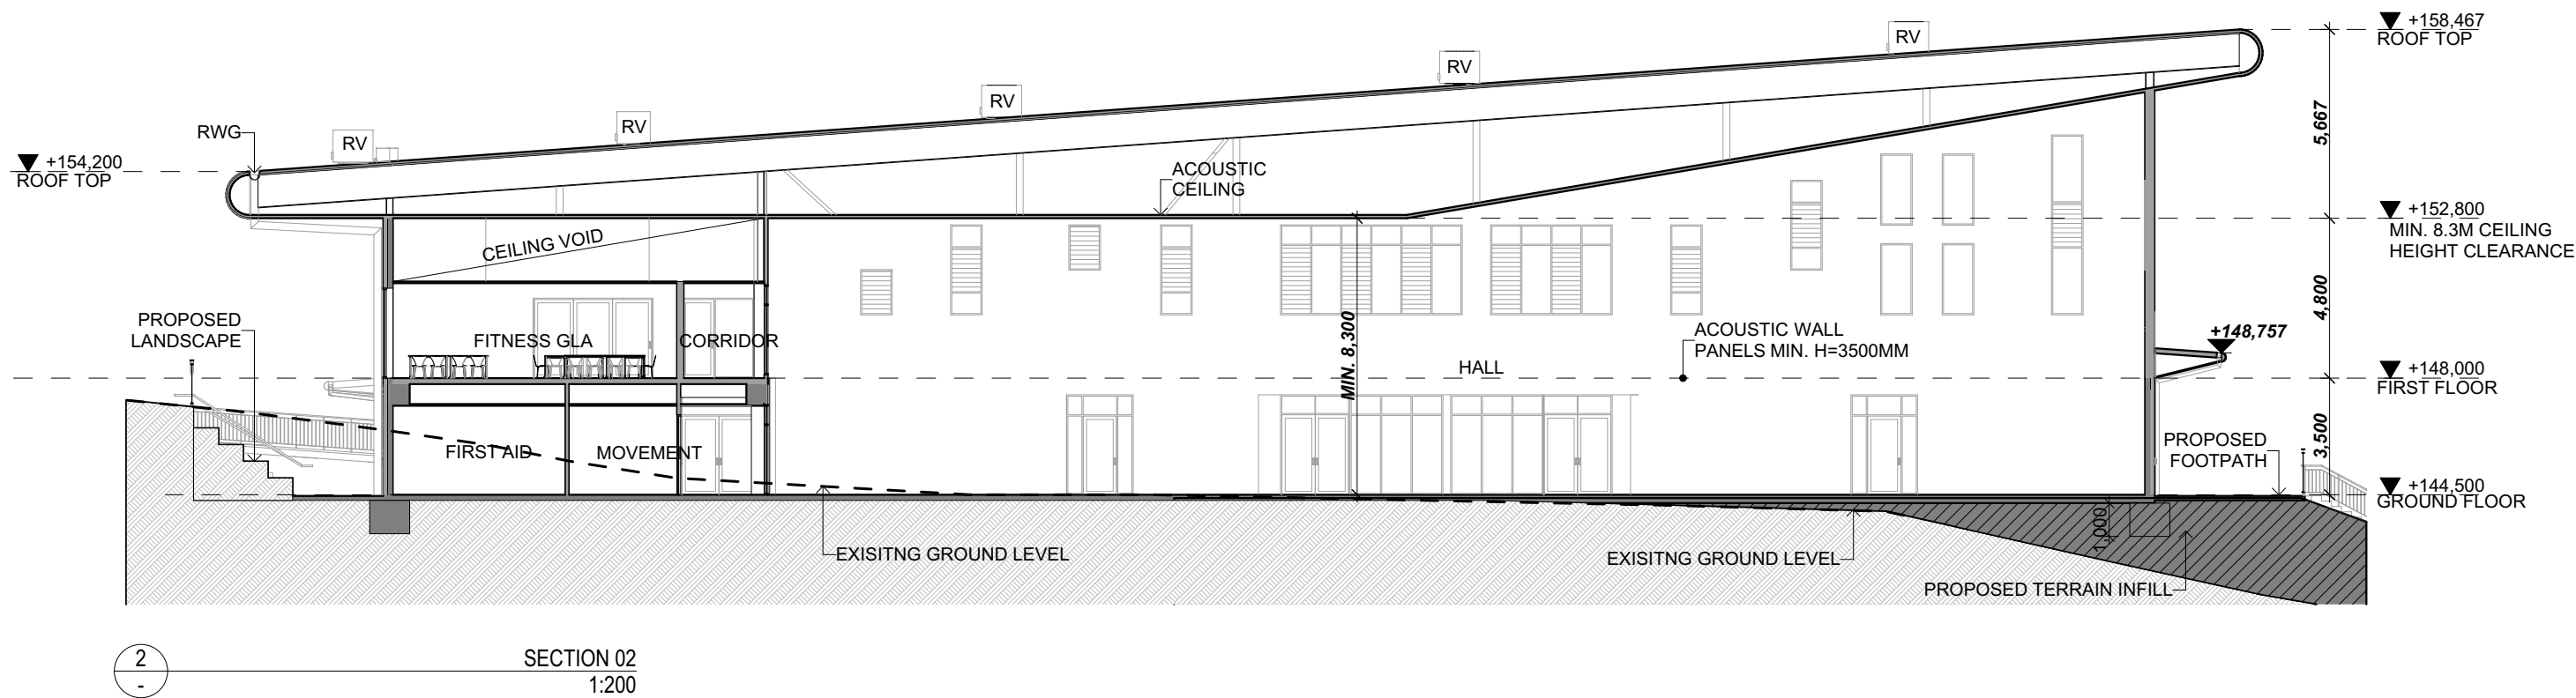 +158,467
ROOF TOP
RV
RV
RV
RV
RV
RWG
+154,200
ROOF TOP
5,667
ACOUSTIC
CEILING
+152,800
MIN. 8.3M CEILING
HEIGHT CLEARANCE
CEILING VOID
4,800
PROPOSED
LANDSCAPE
FITNESS GLA
CORRIDOR
MIN. 8,300
ACOUSTIC WALL
PANELS MIN. H=3500MM
+148,757
HALL
+148,000
FIRST FLOOR
3,500
FIRST AID
MOVEMENT
PROPOSED
FOOTPATH
+144,500
GROUND FLOOR
1,000
EXISITNG GROUND LEVEL
EXISITNG GROUND LEVEL
PROPOSED TERRAIN INFILL
2
-
SECTION 02
1:200